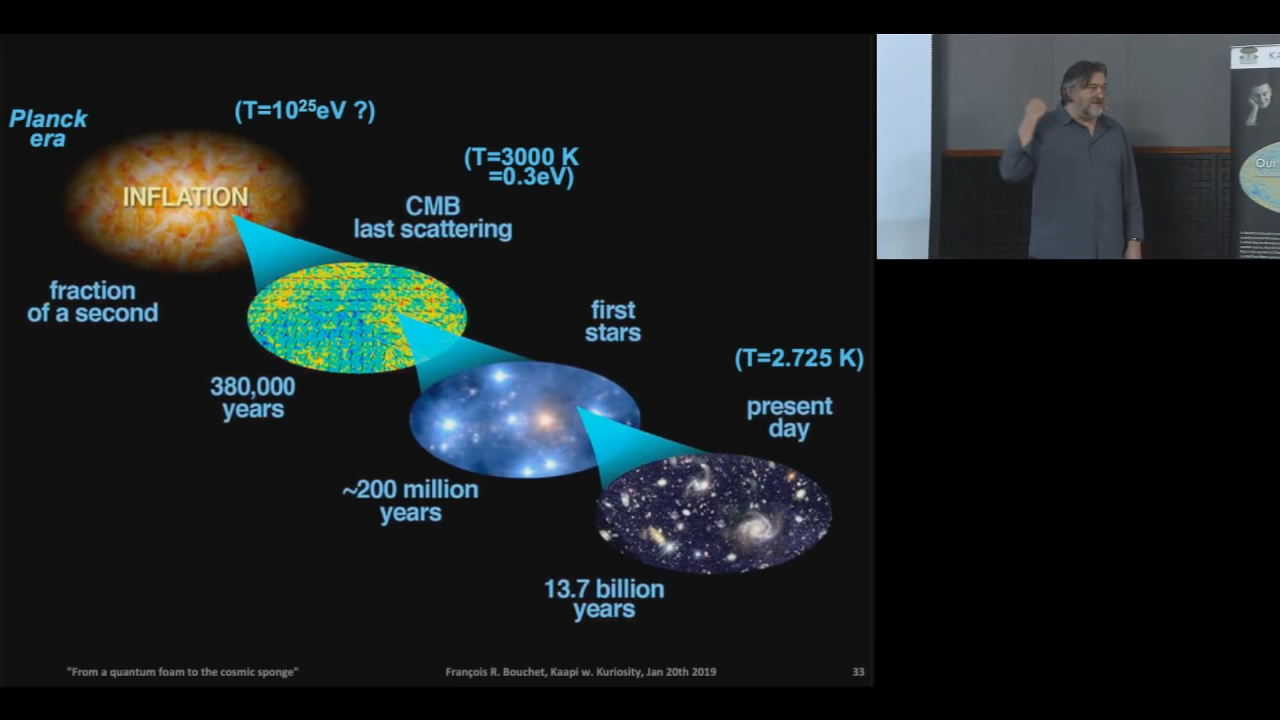 Planck
era
(T=10²⁵eV ?)
INFLATION
(T=3000 K
=0.3eV)
CMB
last scattering
fraction
of a second
first
stars
(T=2.725 K)
380,000
years
present
day
~200 million
years
13.7 billion
years
"From a quantum foam to the cosmic sponge"
François R. Bouchet, Kaapi w. Kuriosity, Jan 20th 2019
33
Our